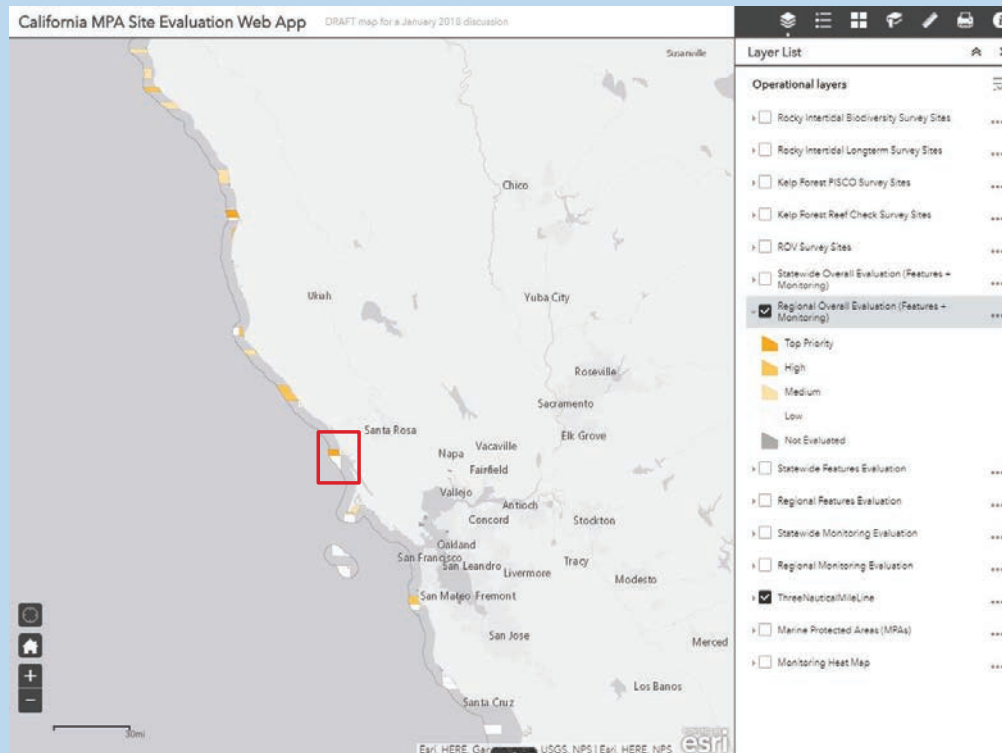 California MPA Site Evaluation Web App
DRAFT map for a January 2018 discussion
Susanville
Chico
Ukiah
Yuba City
Roseville
Sacramento
Santa Rosa
Elk Grove
Napa
Vacaville
Fairfield
Vallejo
Antioch
Concord
Stockton
Oakland
San Francisco
San Leandro
Livermore
Tracy
Modesto
San Mateo
Fremont
San Jose
Merced
Los Banos
Santa Cruz
+
−
30mi
Esri, HERE, Gar
USGS, NPS | Esri, HERE, NPS
esri
Layer List
Operational layers
Rocky Intertidal Biodiversity Survey Sites
Rocky Intertidal Longterm Survey Sites
Kelp Forest PISCO Survey Sites
Kelp Forest Reef Check Survey Sites
ROV Survey Sites
Statewide Overall Evaluation (Features +
Monitoring)
Regional Overall Evaluation (Features +
Monitoring)
Top Priority
High
Medium
Low
Not Evaluated
Statewide Features Evaluation
Regional Features Evaluation
Statewide Monitoring Evaluation
Regional Monitoring Evaluation
ThreeNauticalMileLine
Marine Protected Areas (MPAs)
Monitoring Heat Map